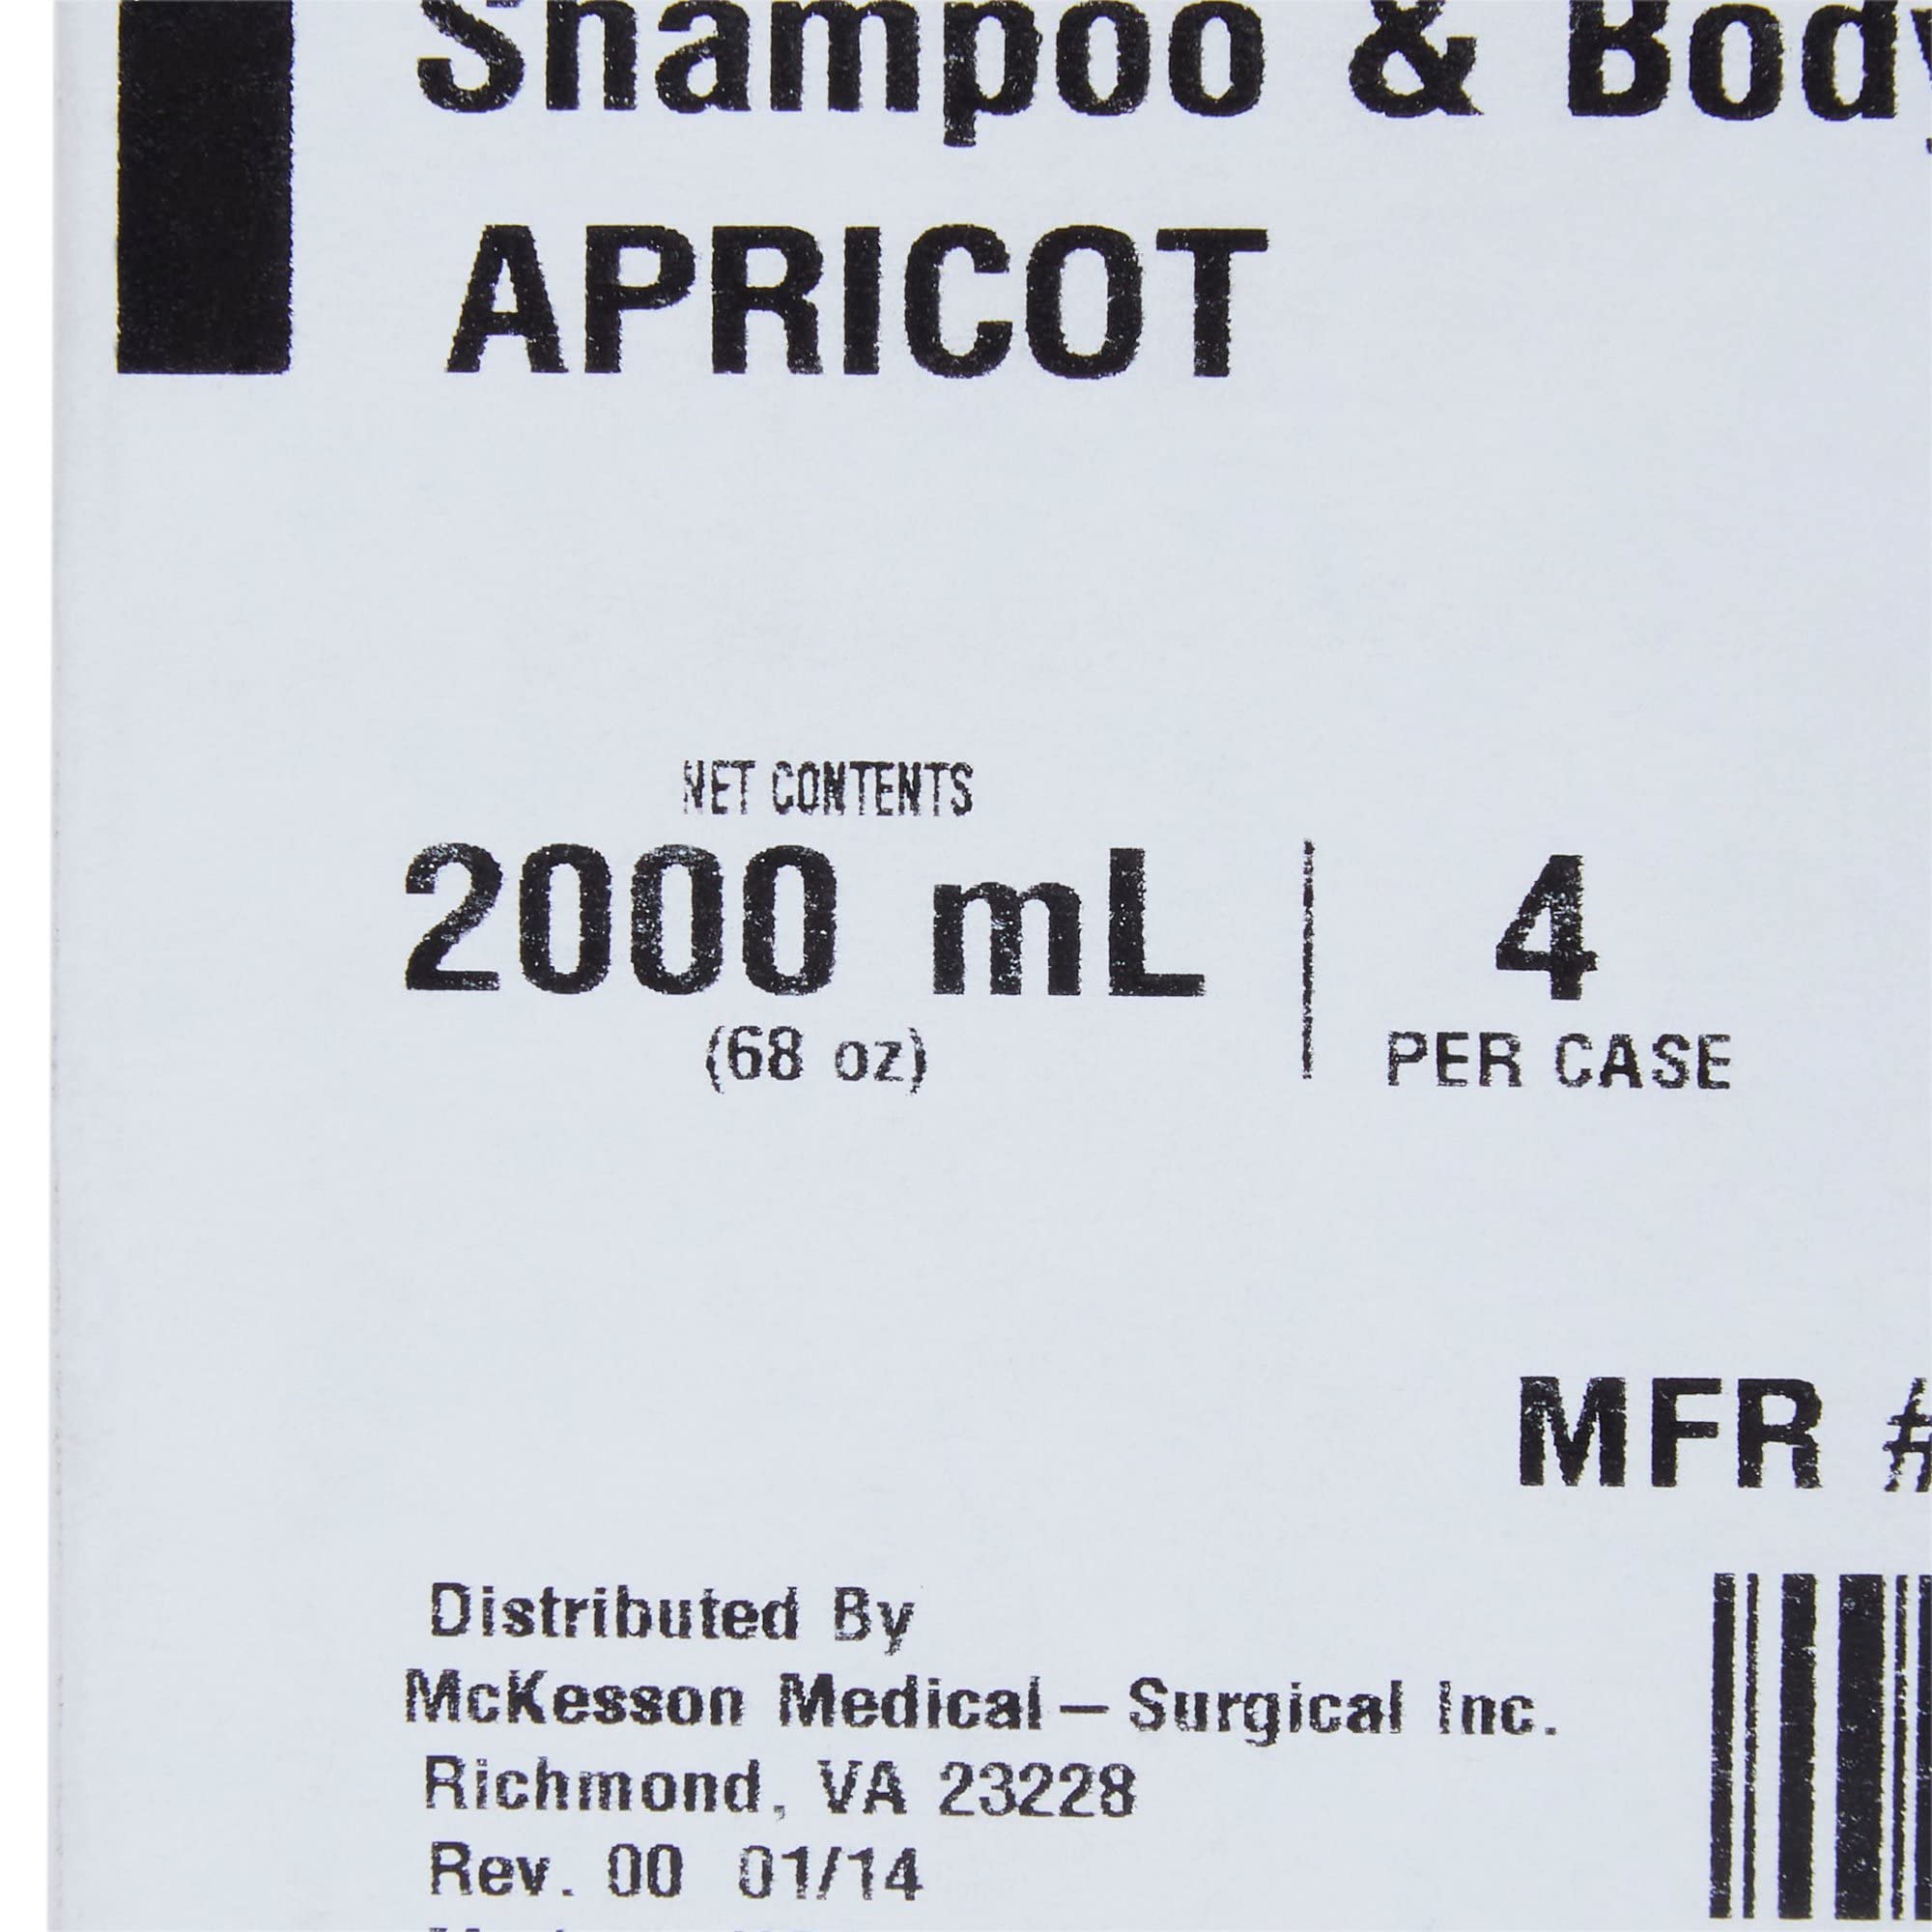 Shampoo & Body
APRICOT
NET CONTENTS
2000 mL
(68 oz)
4
PER CASE
MFR #
Distributed By
McKesson Medical – Surgical Inc.
Richmond, VA 23228
Rev. 00 01/14